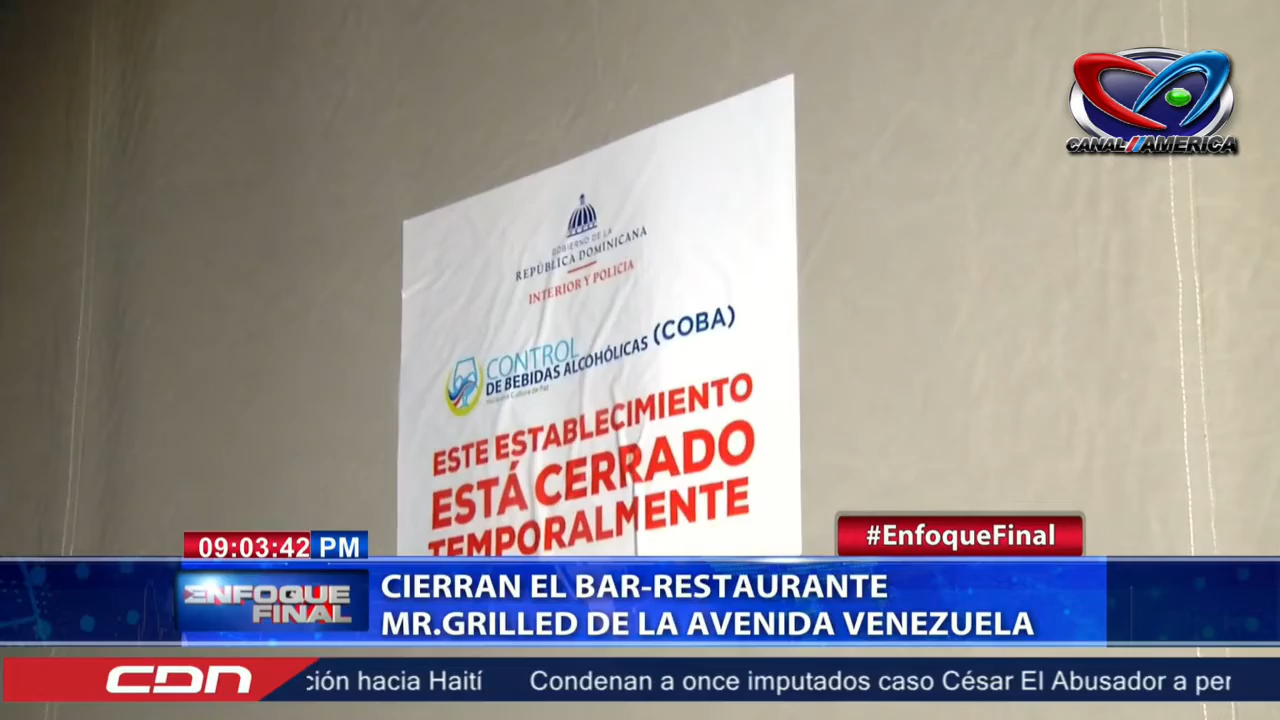 CANAL AMERICA
GOBIERNO DE LA
REPÚBLICA DOMINICANA
INTERIOR Y POLICIA
CONTROL
DE BEBIDAS ALCOHÓLICAS (COBA)
ESTE ESTABLECIMIENTO
ESTÁ CERRADO
TEMPORALMENTE
#EnfoqueFinal
09:03:42 PM
ENFOQUE
FINAL
CIERRAN EL BAR-RESTAURANTE
MR.GRILLED DE LA AVENIDA VENEZUELA
CDN
ción hacia Haití Condenan a once imputados caso César El Abusador a per